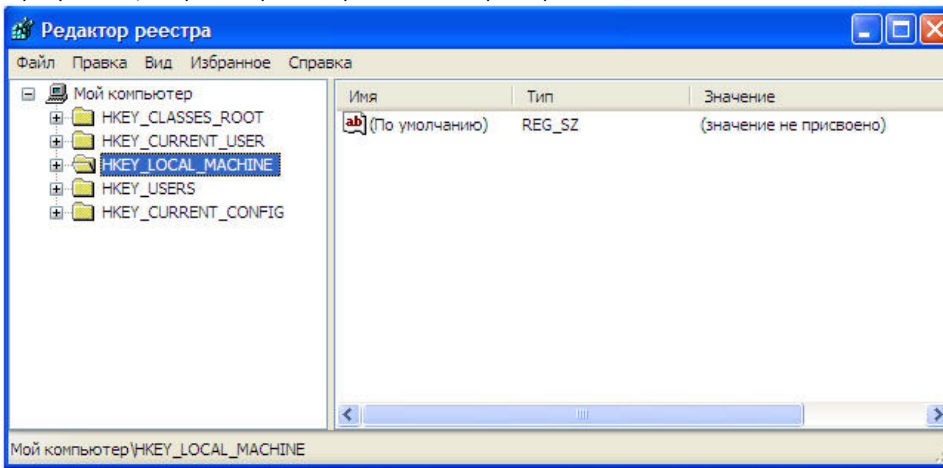 Редактор реестра
Файл Правка Вид Избранное Справка
Мой компьютер
HKEY_CLASSES_ROOT
HKEY_CURRENT_USER
HKEY_LOCAL_MACHINE
HKEY_USERS
HKEY_CURRENT_CONFIG
Имя Тип Значение
ab (По умолчанию) REG_SZ (значение не присвоено)
Мой компьютер\HKEY_LOCAL_MACHINE